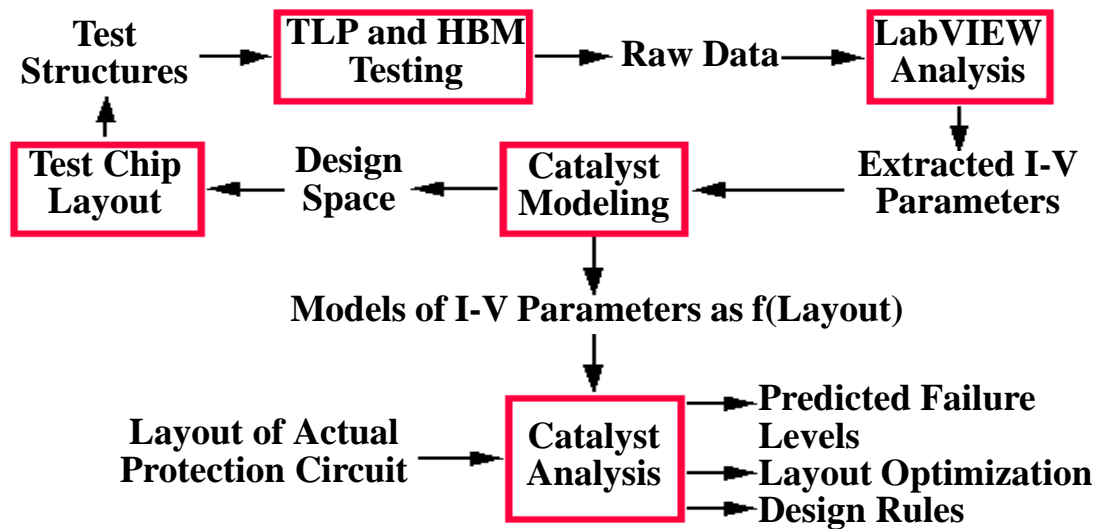 Test
Structures
TLP and HBM
Testing
Raw Data
LabVIEW
Analysis
Test Chip
Layout
Design
Space
Catalyst
Modeling
Extracted I-V
Parameters
Models of I-V Parameters as f(Layout)
Layout of Actual
Protection Circuit
Catalyst
Analysis
Predicted Failure
Levels
Layout Optimization
Design Rules